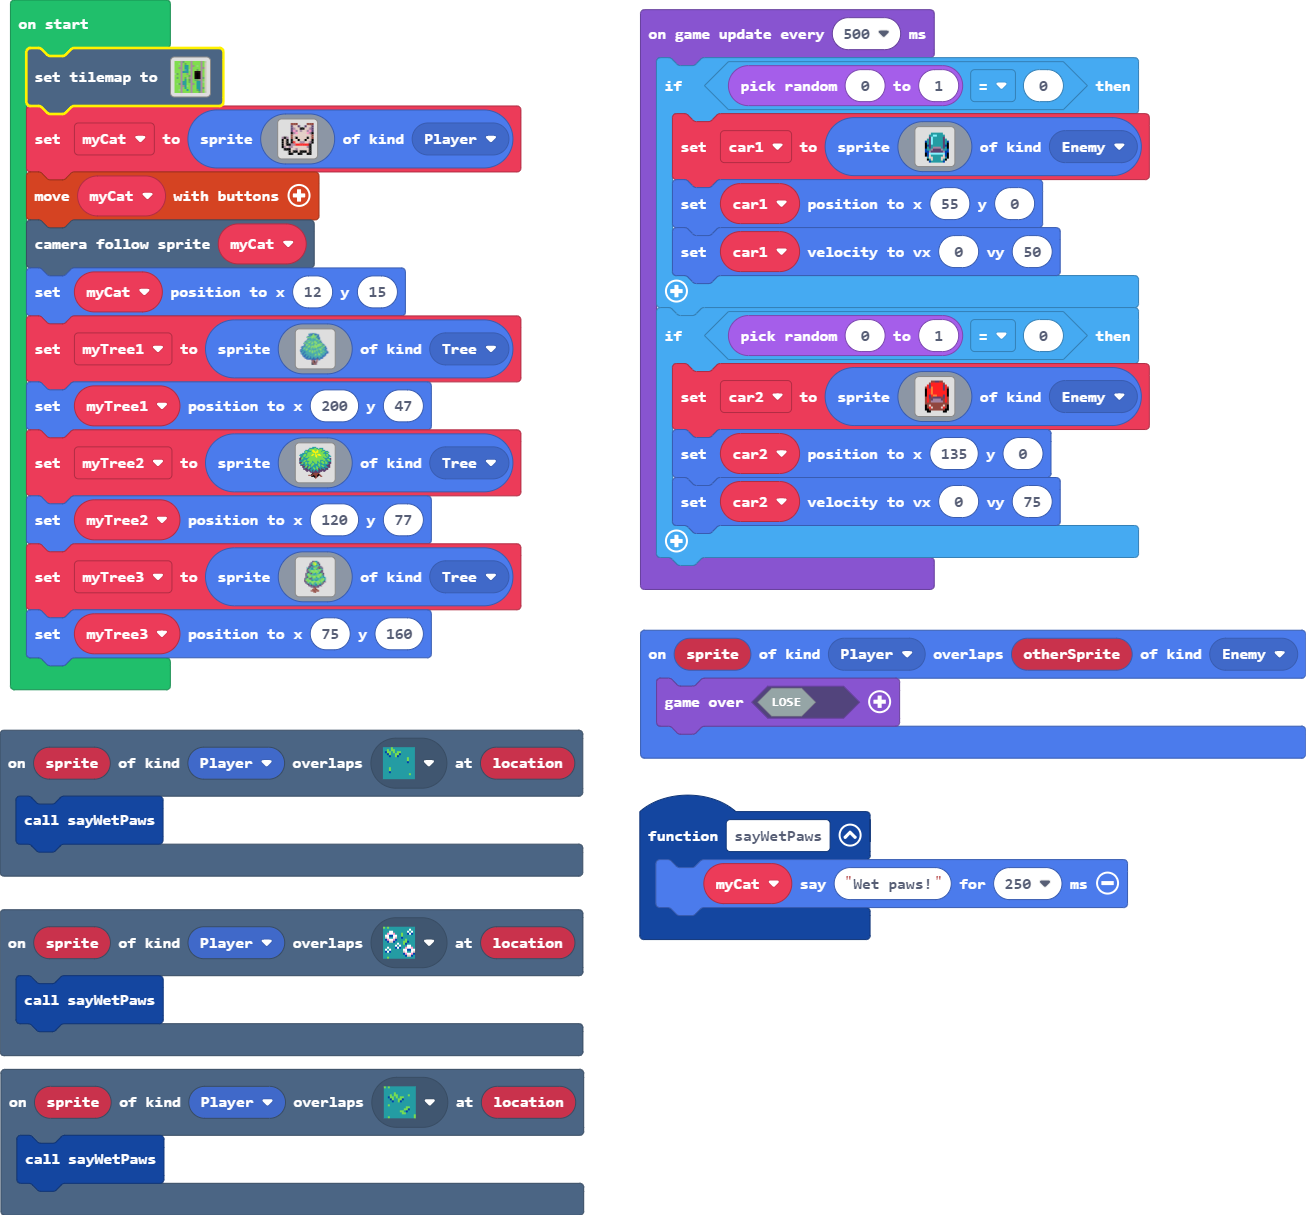 on start
set tilemap to
set myCat to sprite of kind Player
move myCat with buttons
camera follow sprite myCat
set myCat position to x 12 y 15
set myTree1 to sprite of kind Tree
set myTree1 position to x 200 y 47
set myTree2 to sprite of kind Tree
set myTree2 position to x 120 y 77
set myTree3 to sprite of kind Tree
set myTree3 position to x 75 y 160
on sprite of kind Player overlaps at location
call sayWetPaws
on sprite of kind Player overlaps at location
call sayWetPaws
on sprite of kind Player overlaps at location
call sayWetPaws
on game update every 500 ms
if pick random 0 to 1 = 0 then
set car1 to sprite of kind Enemy
set car1 position to x 55 y 0
set car1 velocity to vx 0 vy 50
if pick random 0 to 1 = 0 then
set car2 to sprite of kind Enemy
set car2 position to x 135 y 0
set car2 velocity to vx 0 vy 75
on sprite of kind Player overlaps otherSprite of kind Enemy
game over LOSE
function sayWetPaws
myCat say "Wet paws!" for 250 ms